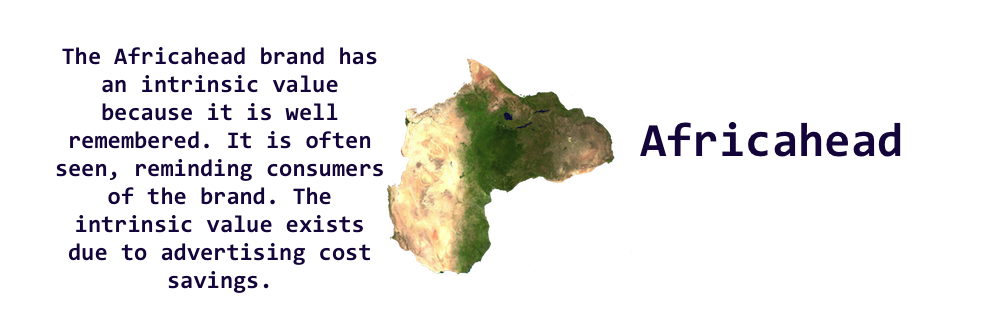 The Africahead brand has
an intrinsic value
because it is well
remembered. It is often
seen, reminding consumers
of the brand. The
intrinsic value exists
due to advertising cost
savings.
Africahead